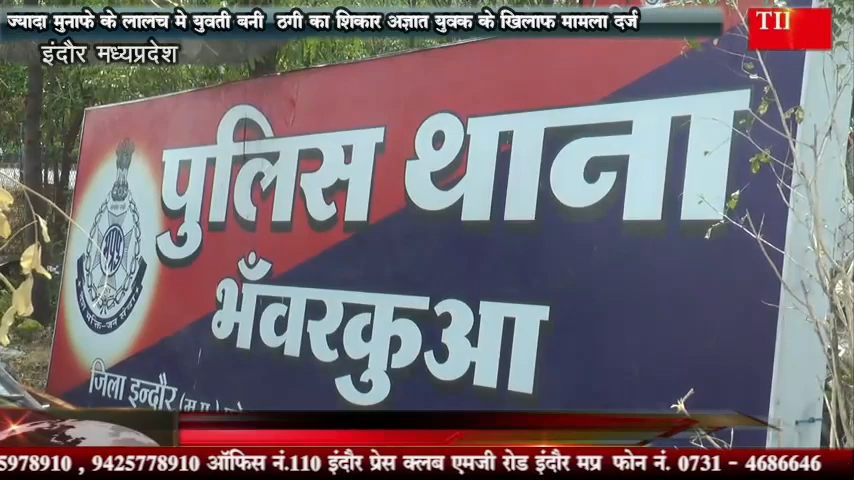 ज्यादा मुनाफे के लालच मे युवती बनी ठगी का शिकार अज्ञात युवक के खिलाफ मामला दर्ज
इंदौर मध्यप्रदेश
पुलिस थाना
भँवरकुआ
जिला इन्दौर (म.प्र.)
5978910 , 9425778910 ऑफिस नं.110 इंदौर प्रेस क्लब एमजी रोड इंदौर मप्र फोन नं. 0731 - 4686646